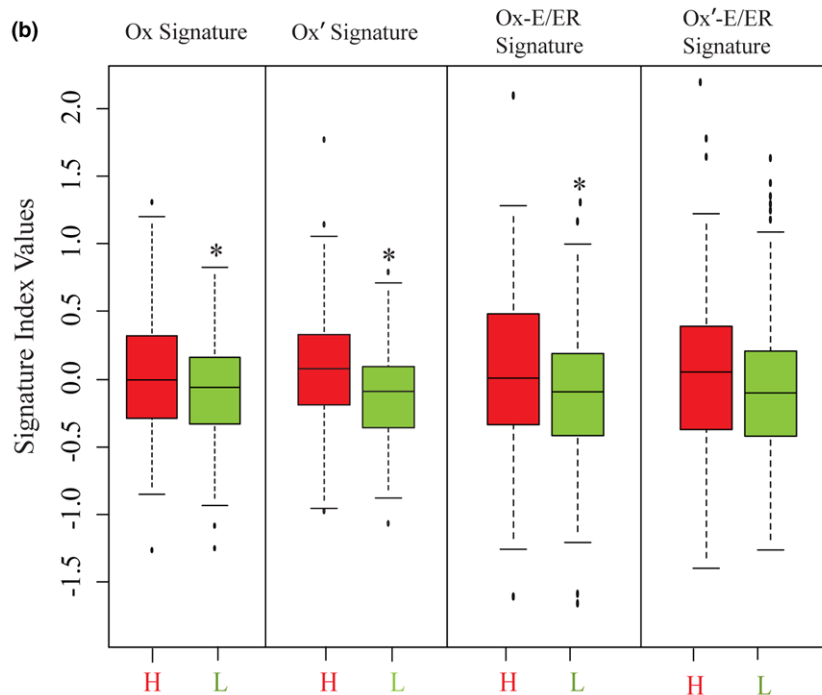 (b)
Ox Signature
Ox′ Signature
Ox-E/ER
Signature
Ox′-E/ER
Signature
Signature Index Values
2.0
1.5
1.0
0.5
0.0
-0.5
-1.0
-1.5
*
*
*
H
L
H
L
H
L
H
L